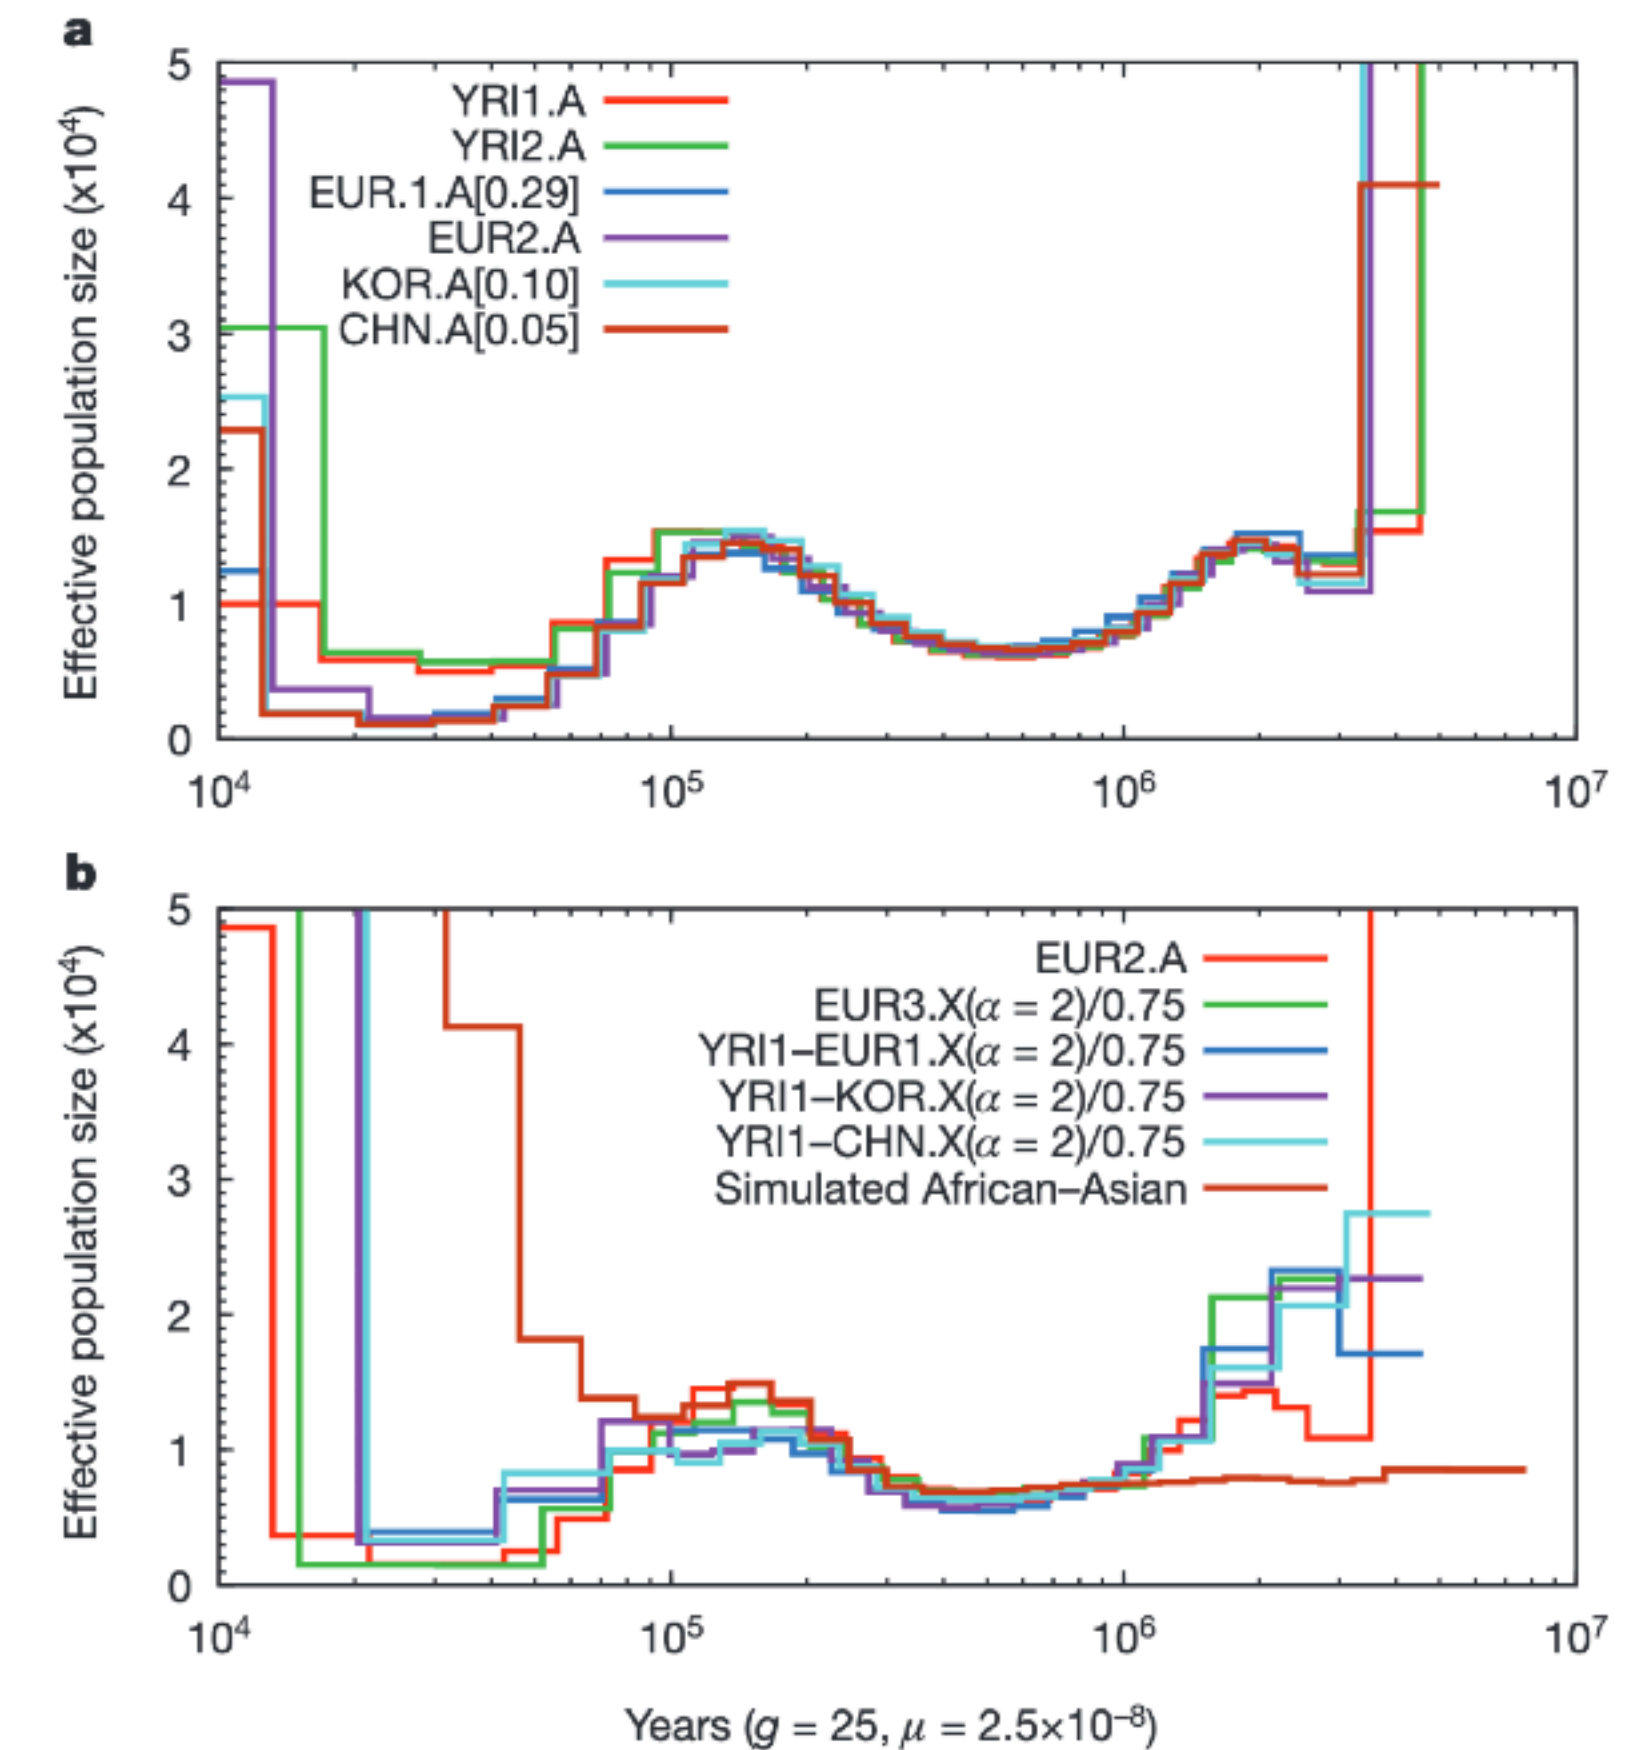 a
Effective population size (x10⁴)
5
4
3
2
1
0
YRI1.A
YRI2.A
EUR.1.A[0.29]
EUR2.A
KOR.A[0.10]
CHN.A[0.05]
10⁴ 10⁵ 10⁶ 10⁷
b
Effective population size (x10⁴)
5
4
3
2
1
0
EUR2.A
EUR3.X(α = 2)/0.75
YRI1–EUR1.X(α = 2)/0.75
YRI1–KOR.X(α = 2)/0.75
YRI1–CHN.X(α = 2)/0.75
Simulated African–Asian
10⁴ 10⁵ 10⁶ 10⁷
Years (g = 25, μ = 2.5×10⁻⁸)